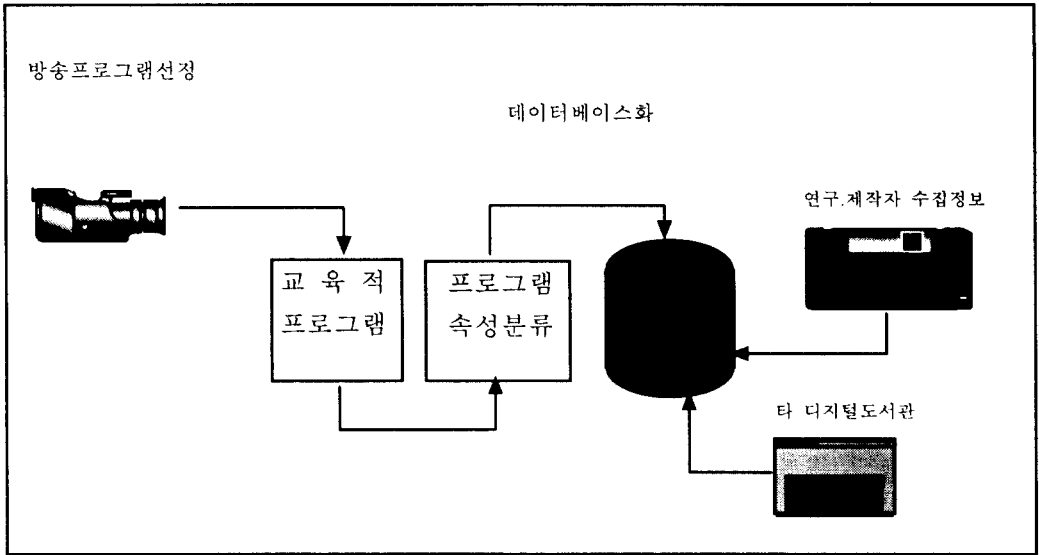 방송프로그램선정
데이터베이스화
연구.제작자 수집정보
교 육 적
프로그램
프로그램
속성분류
타 디지털도서관